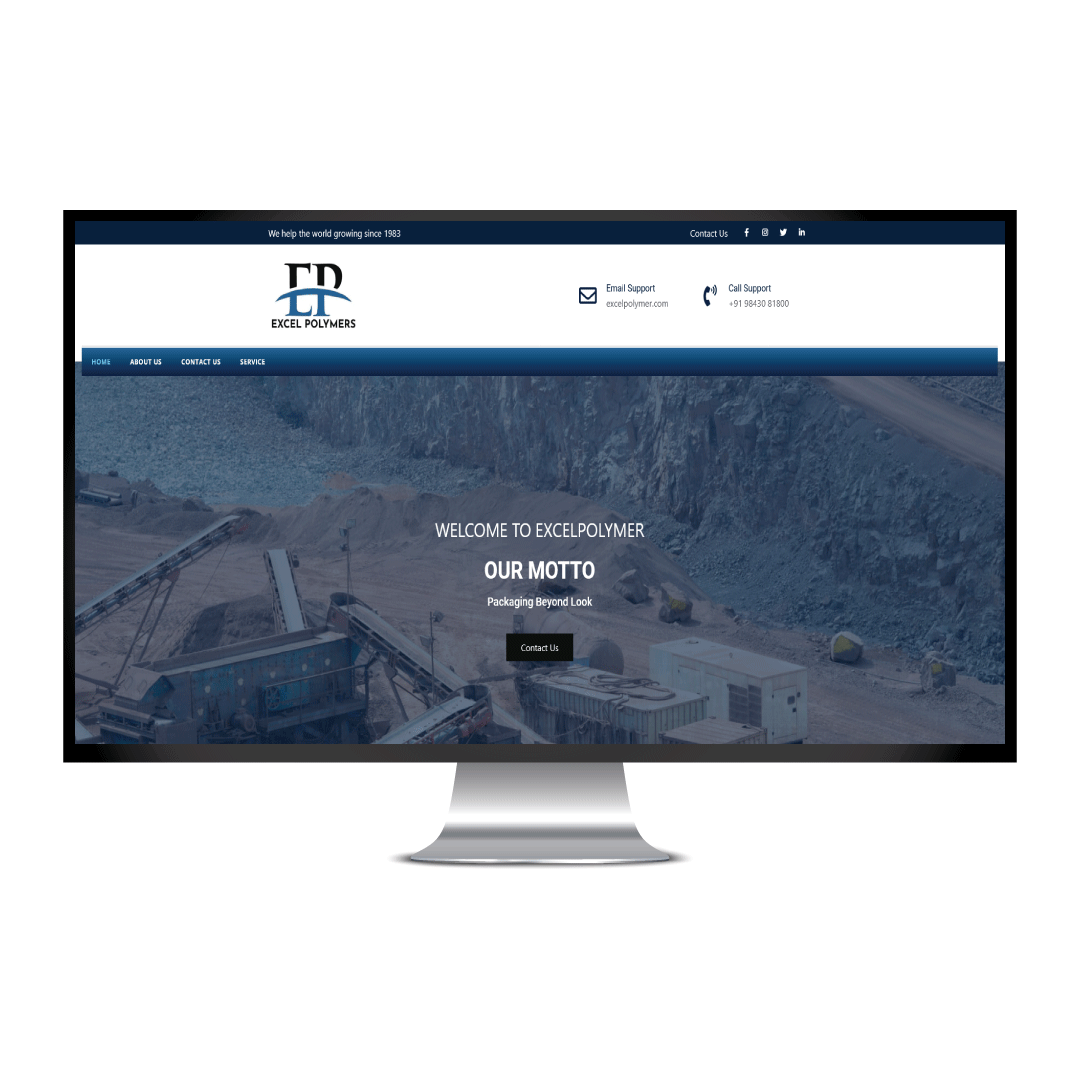 We help the world growing since 1983
Contact Us
EP
EXCEL POLYMERS
Email Support
excelpolymer.com
Call Support
+91 98430 81800
HOME ABOUT US CONTACT US SERVICE
WELCOME TO EXCELPOLYMER
OUR MOTTO
Packaging Beyond Look
Contact Us